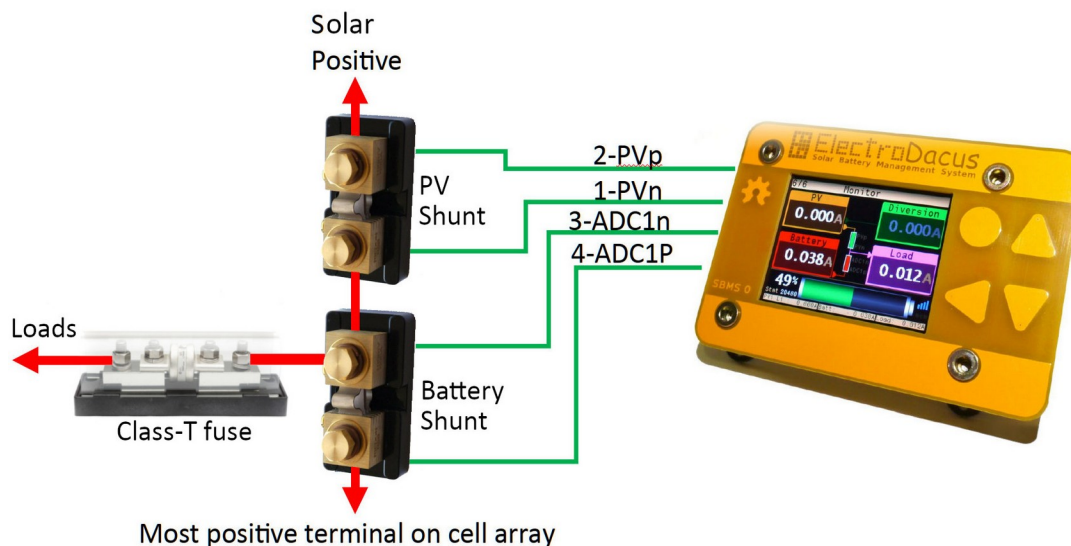 Solar
Positive
PV
Shunt
2-PVp
1-PVn
3-ADC1n
4-ADC1P
Loads
Class-T fuse
Battery
Shunt
Most positive terminal on cell array
ElectroDacus
Solar Battery Management System
6/6 Monitor
PV
0.000A
Diversion
0.000A
Battery
0.038A
Load
0.012A
49%
SBMS 0